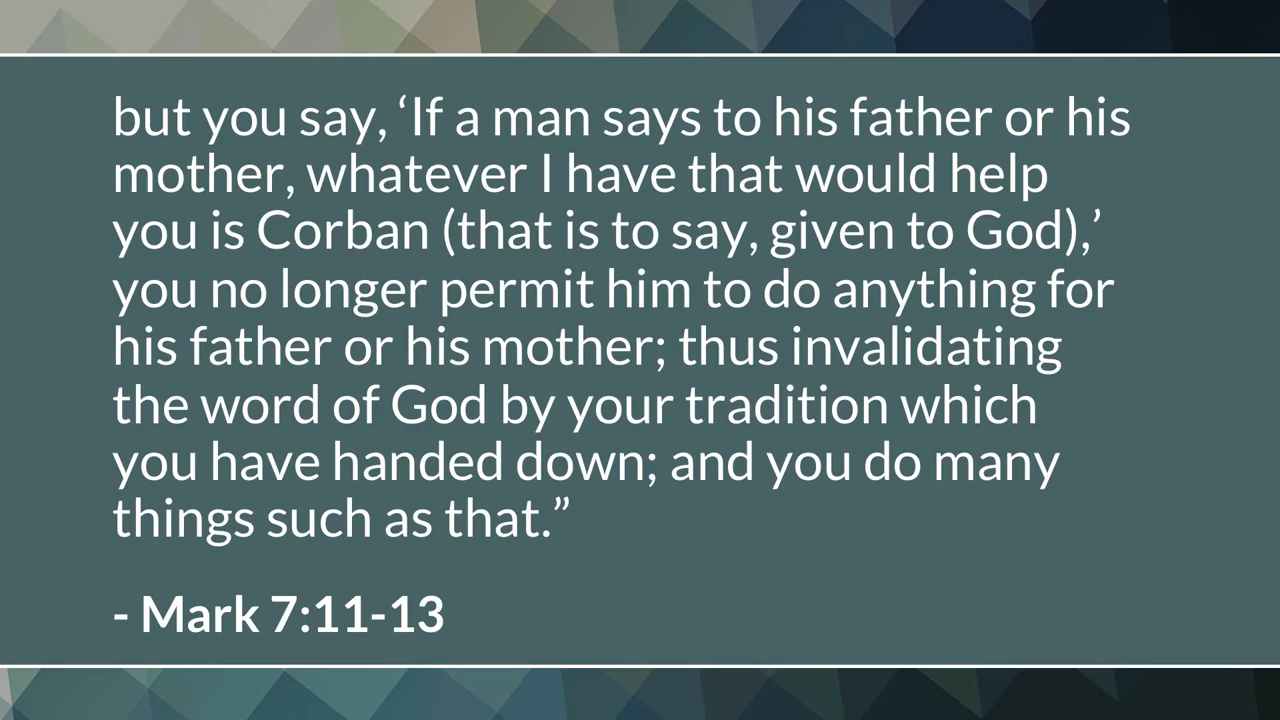 but you say, ‘If a man says to his father or his
mother, whatever I have that would help
you is Corban (that is to say, given to God),’
you no longer permit him to do anything for
his father or his mother; thus invalidating
the word of God by your tradition which
you have handed down; and you do many
things such as that.”
- Mark 7:11-13